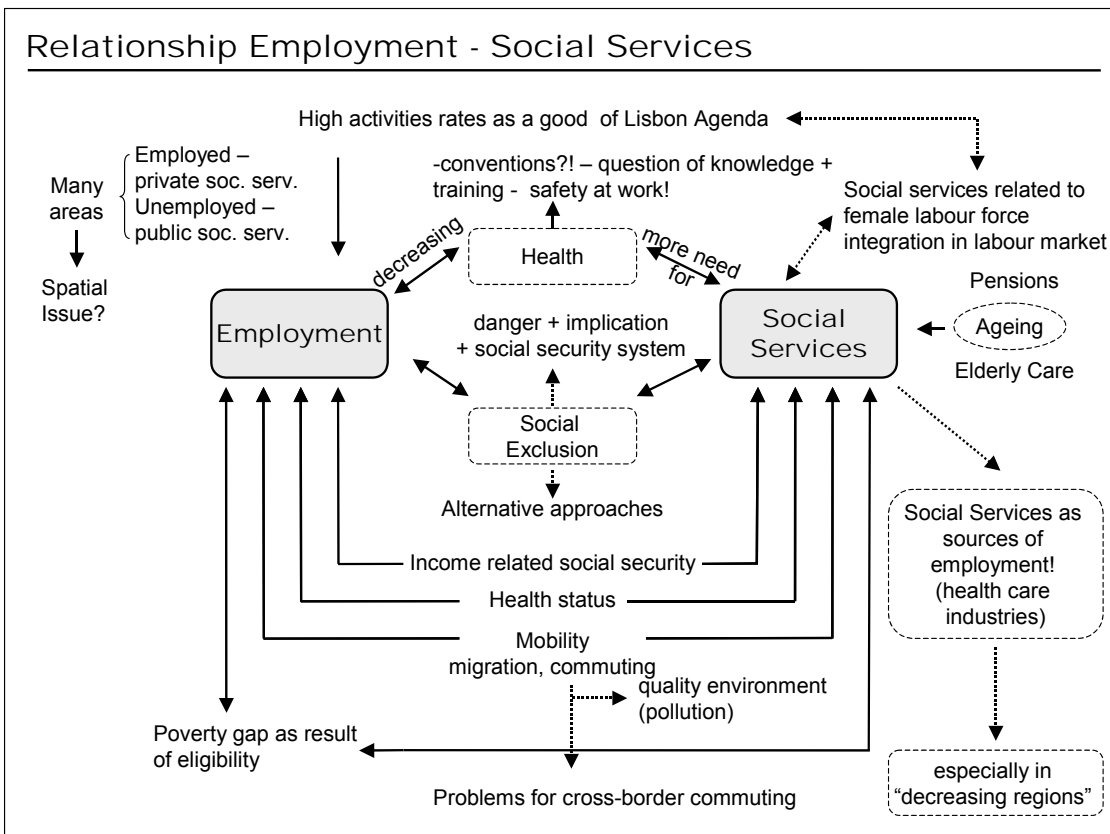 Relationship Employment - Social Services
High activities rates as a good  of Lisbon Agenda
Employed –
private soc. serv.
Unemployed –
public soc. serv.
Many
areas
Spatial
Issue?
-conventions?! – question of knowledge +
training -  safety at work!
Social services related to
female labour force
integration in labour market
decreasing
Health
more need
for
Pensions
Ageing
Elderly Care
Employment
danger + implication
+ social security system
Social
Services
Social
Exclusion
Alternative approaches
Social Services as
sources of
employment!
(health care
industries)
Income related social security
Health status
Mobility
migration, commuting
quality environment
(pollution)
Poverty gap as result
of eligibility
Problems for cross-border commuting
especially in
“decreasing regions”